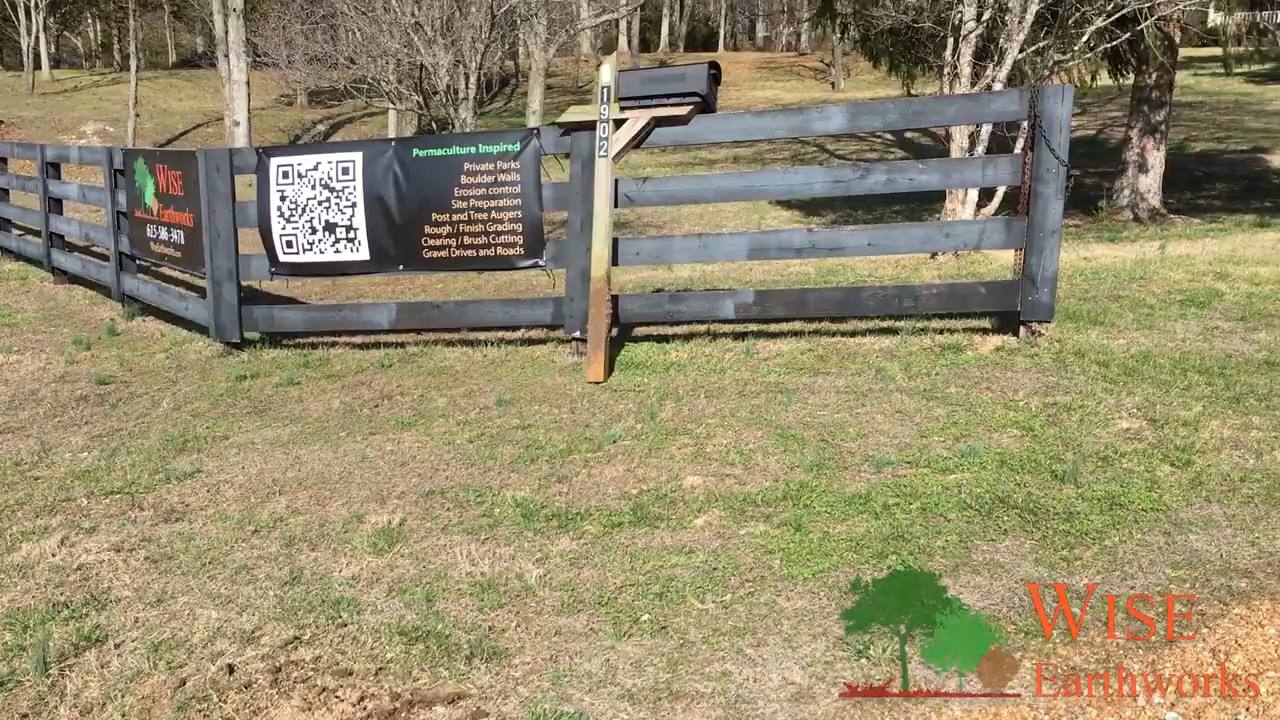 WISE
Earthworks
615-506-3478
Permaculture Inspired
Private Parks
Boulder Walls
Erosion control
Site Preparation
Post and Tree Augers
Rough / Finish Grading
Clearing / Brush Cutting
Gravel Drives and Roads
1902
WISE
Earthworks